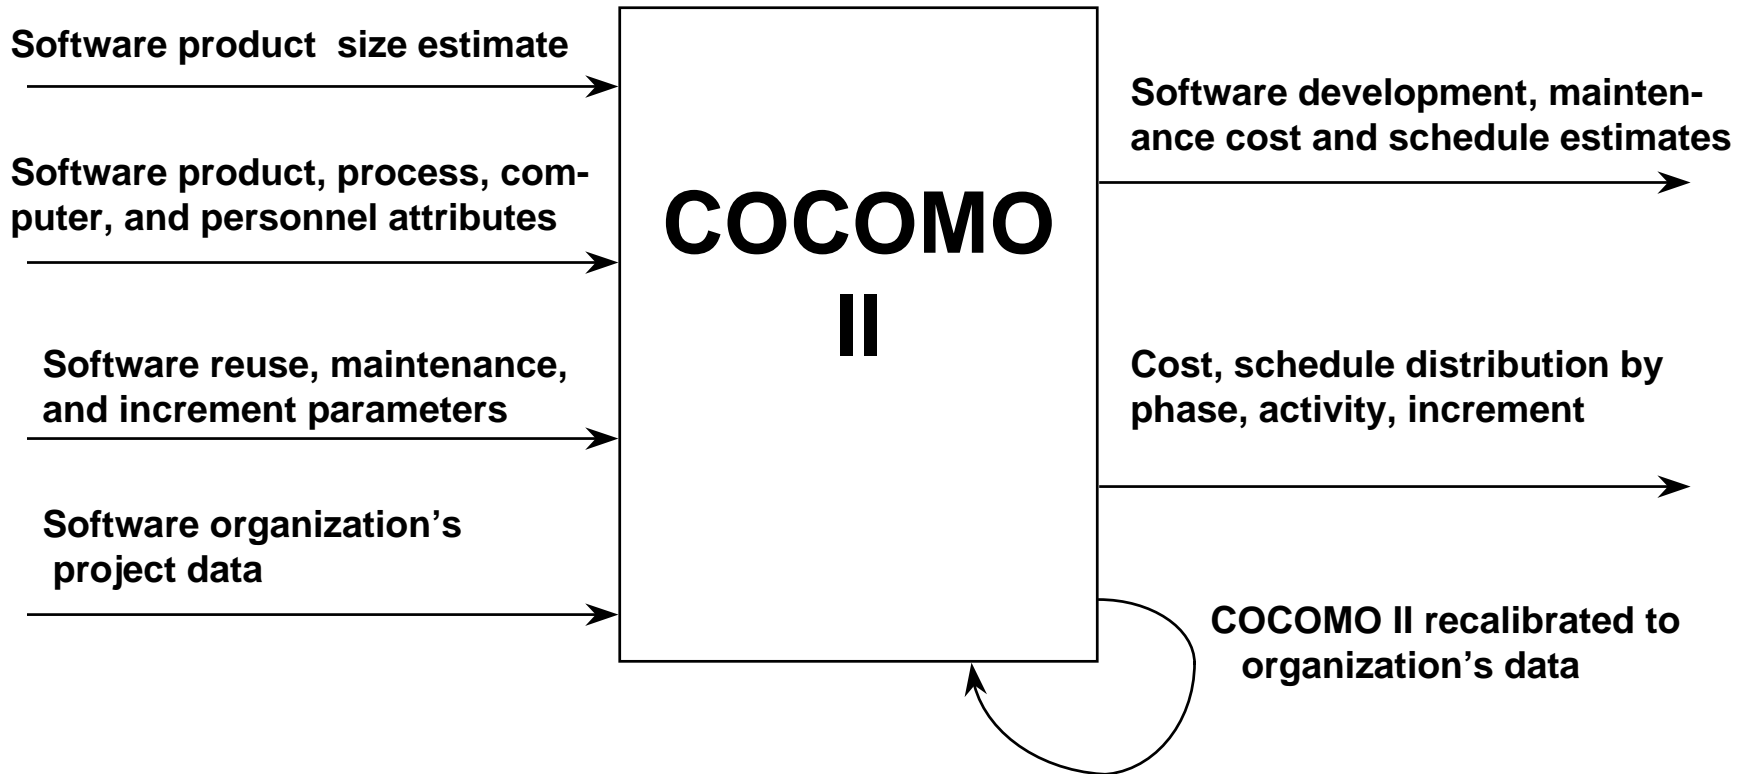 Software product size estimate
Software product, process, com-
puter, and personnel attributes
Software reuse, maintenance,
and increment parameters
Software organization’s
project data
COCOMO
II
Software development, mainten-
ance cost and schedule estimates
Cost, schedule distribution by
phase, activity, increment
COCOMO II recalibrated to
organization’s data